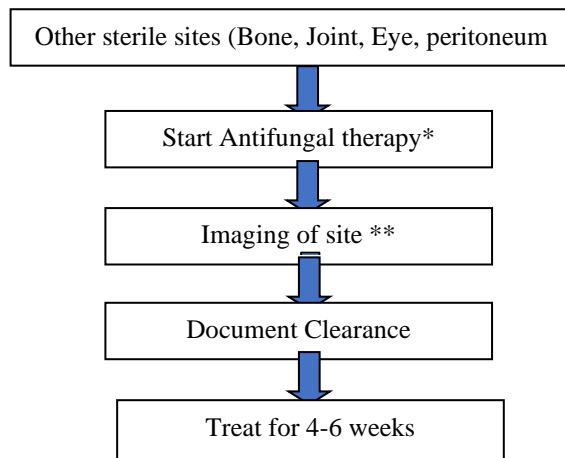 Other sterile sites (Bone, Joint, Eye, peritoneum
Start Antifungal therapy*
Imaging of site **
Document Clearance
Treat for 4-6 weeks